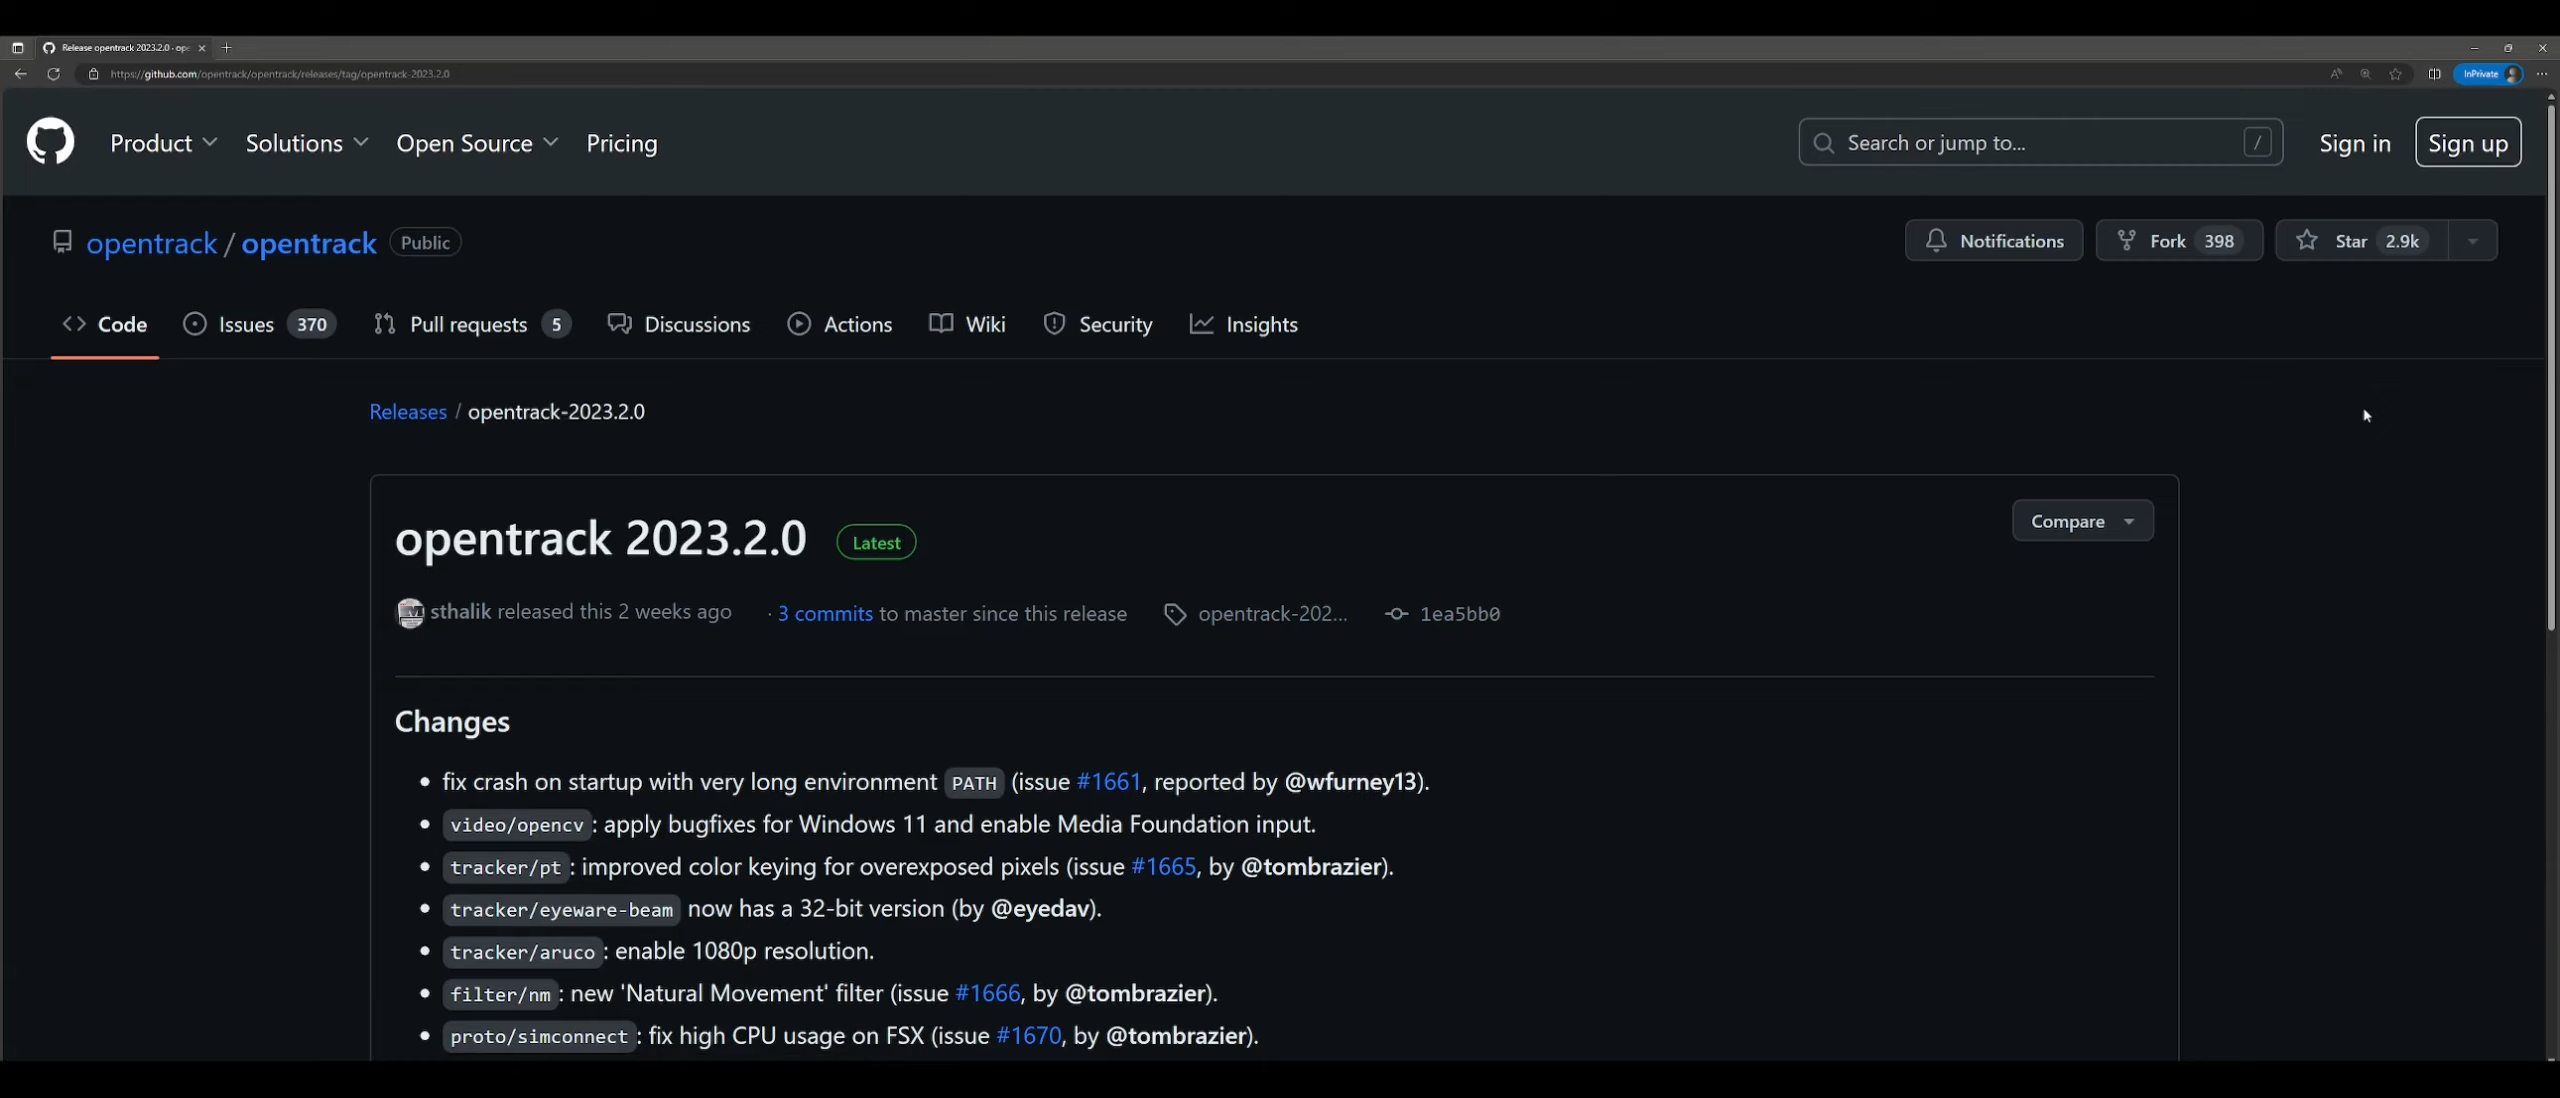 Release opentrack 2023.2.0 · ope
https://github.com/opentrack/opentrack/releases/tag/opentrack-2023.2.0
InPrivate
Product Solutions Open Source Pricing
Search or jump to... /
Sign in Sign up
opentrack / opentrack Public
Notifications Fork 398 Star 2.9k
Code Issues 370 Pull requests 5 Discussions Actions Wiki Security Insights
Releases / opentrack-2023.2.0
opentrack 2023.2.0 Latest
Compare
sthalik released this 2 weeks ago · 3 commits to master since this release opentrack-202... 1ea5bb0
Changes
• fix crash on startup with very long environment PATH (issue #1661, reported by @wfurney13).
• video/opencv: apply bugfixes for Windows 11 and enable Media Foundation input.
• tracker/pt: improved color keying for overexposed pixels (issue #1665, by @tombrazier).
• tracker/eyeware-beam now has a 32-bit version (by @eyedav).
• tracker/aruco: enable 1080p resolution.
• filter/nm: new 'Natural Movement' filter (issue #1666, by @tombrazier).
• proto/simconnect: fix high CPU usage on FSX (issue #1670, by @tombrazier).